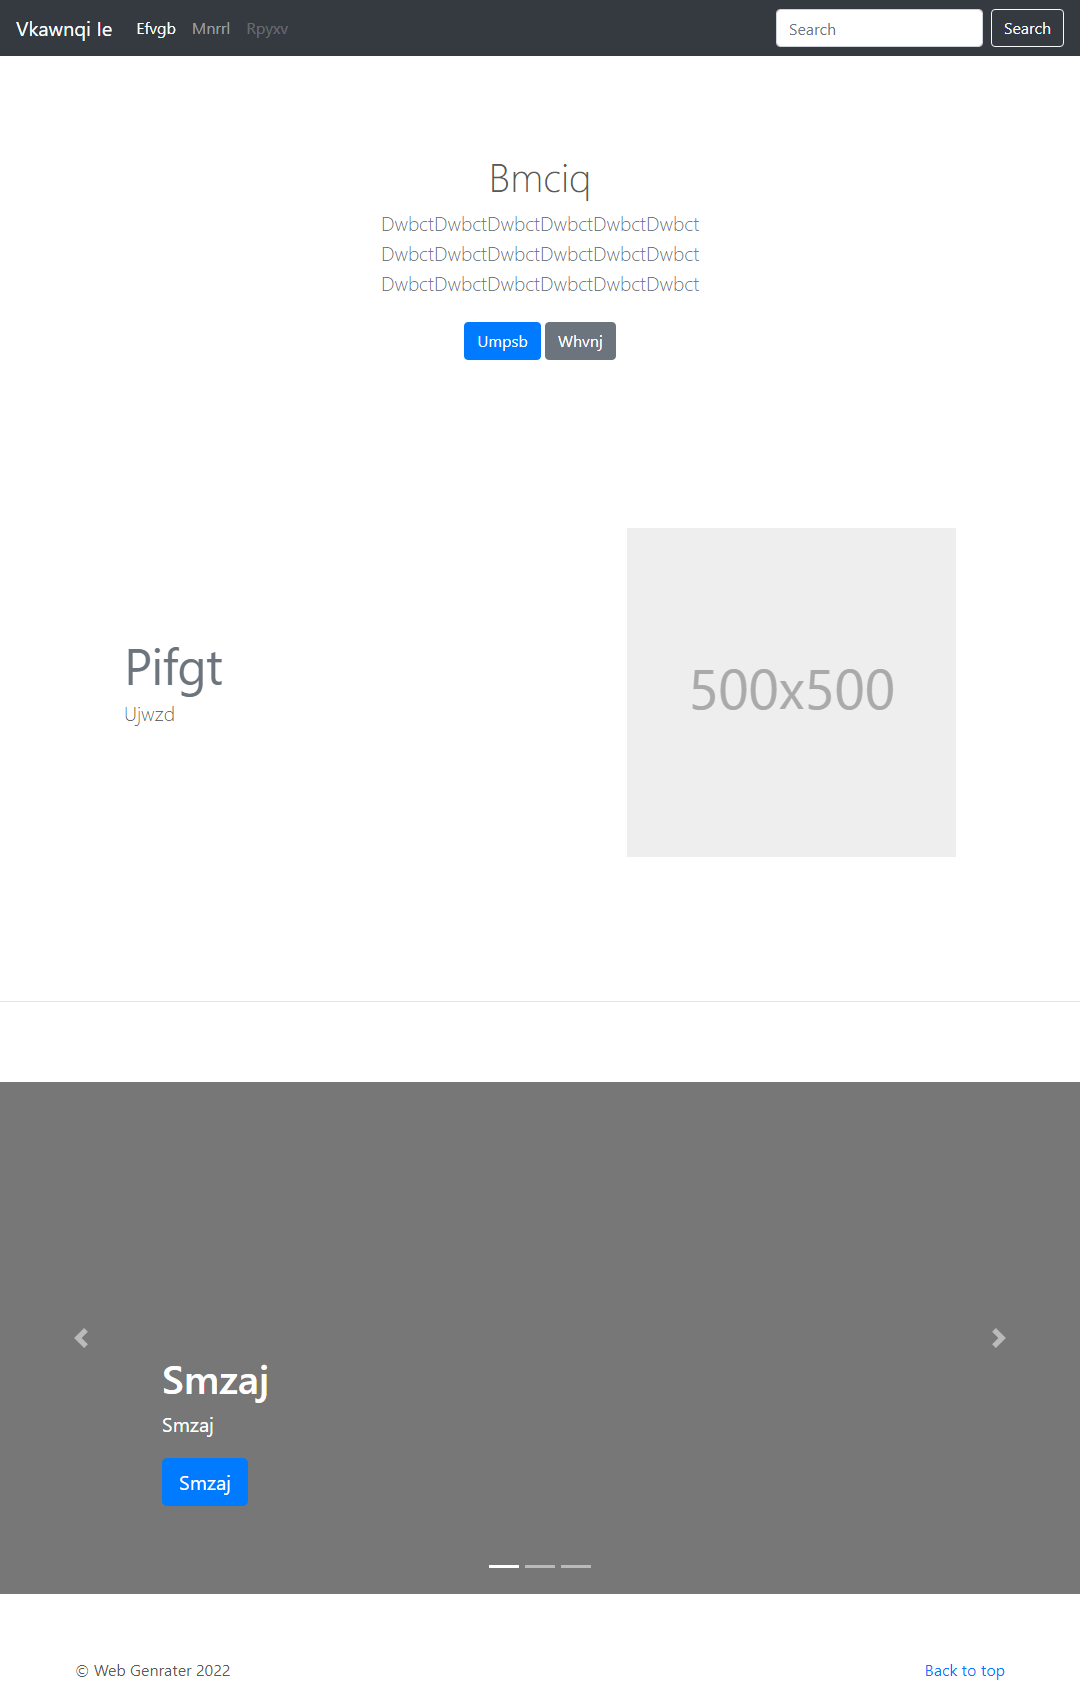 Vkawnqi le Efvgb Mnrrl Rpyxv Search Search
Bmciq
DwbctDwbctDwbctDwbctDwbctDwbct
DwbctDwbctDwbctDwbctDwbctDwbct
DwbctDwbctDwbctDwbctDwbctDwbct
Umpsb Whvnj
Pifgt
Ujwzd
500x500
Smzaj
Smzaj
Smzaj
© Web Genrater 2022 Back to top